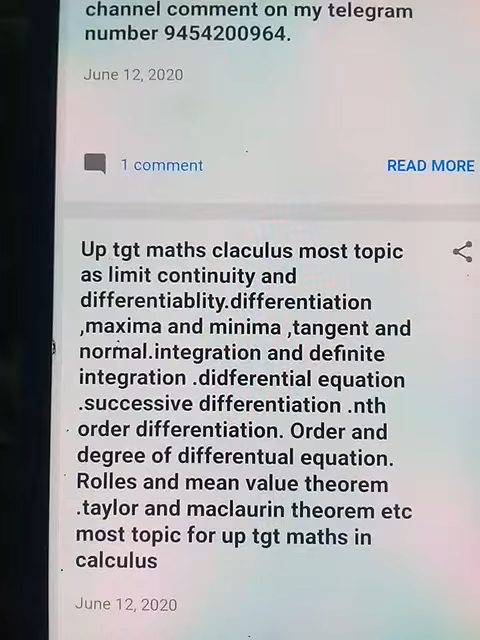 channel comment on my telegram
number 9454200964.
June 12, 2020
1 comment
READ MORE
Up tgt maths claculus most topic
as limit continuity and
differentiablity.differentiation
,maxima and minima ,tangent and
normal.integration and definite
integration .didferential equation
.successive differentiation .nth
order differentiation. Order and
degree of differentual equation.
Rolles and mean value theorem
.taylor and maclaurin theorem etc
most topic for up tgt maths in
calculus
June 12, 2020